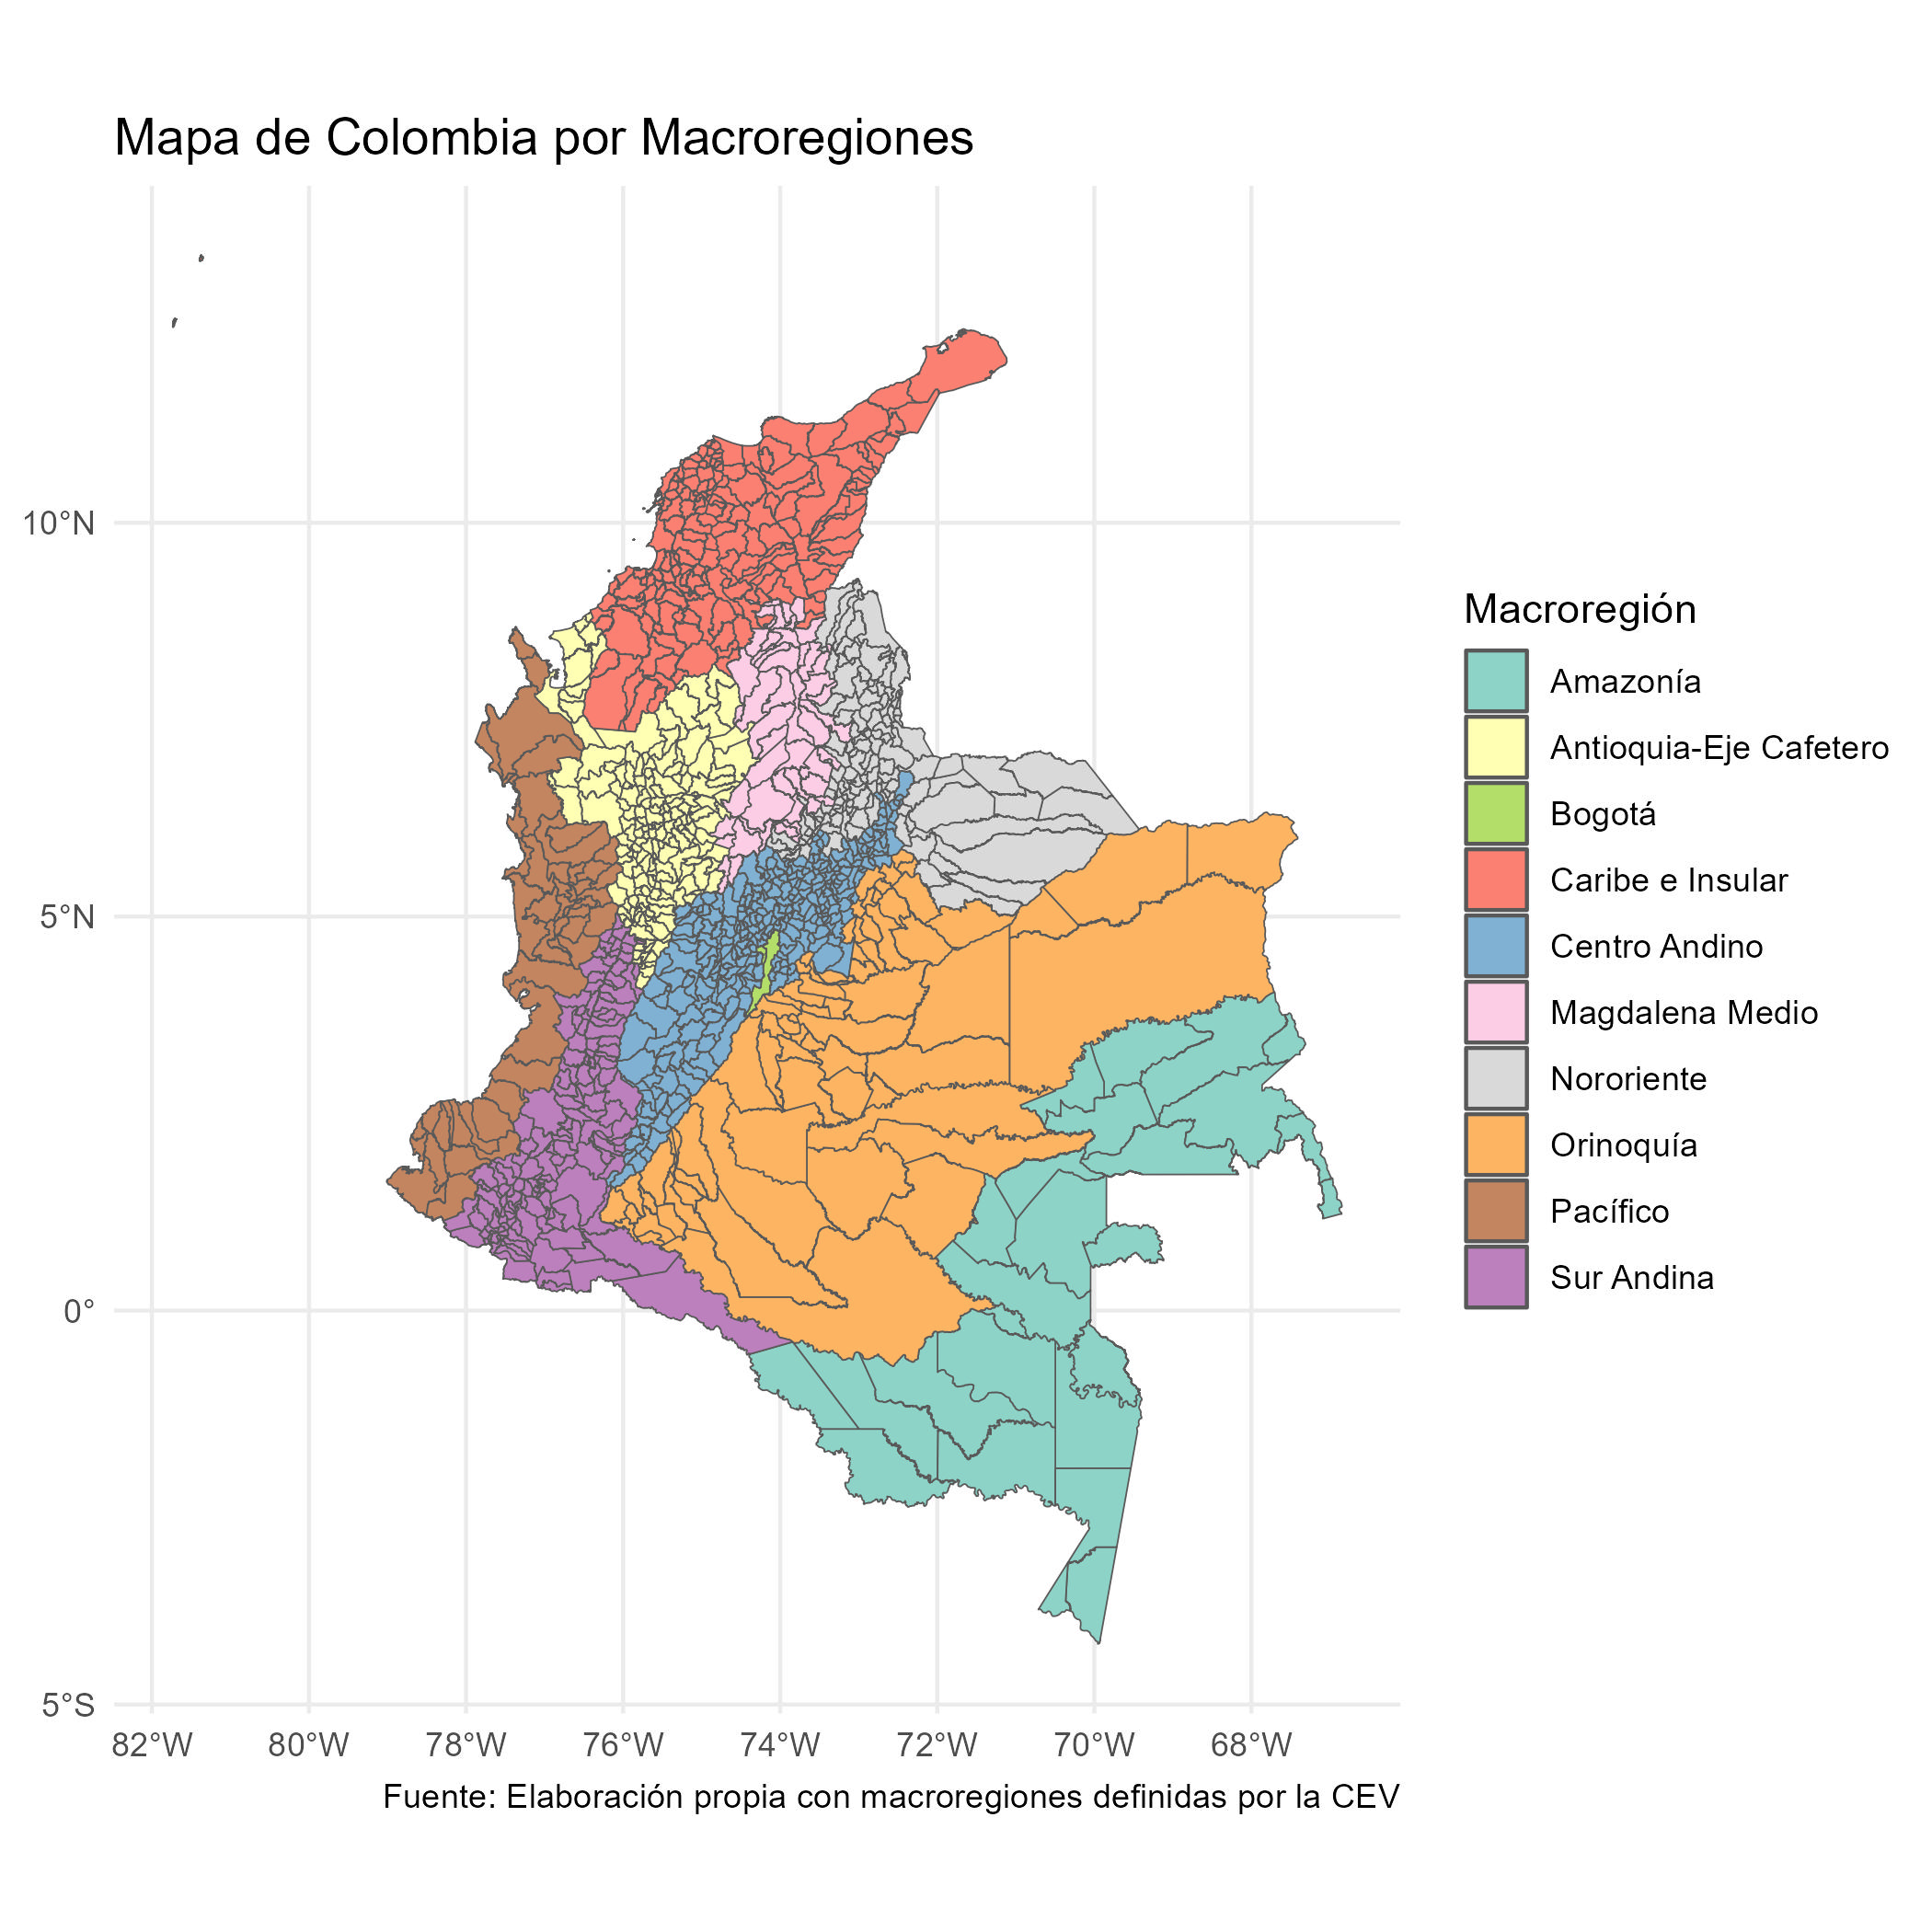 Mapa de Colombia por Macroregiones
10°N
5°N
0°
5°S
82°W 80°W 78°W 76°W 74°W 72°W 70°W 68°W
Fuente: Elaboración propia con macroregiones definidas por la CEV
Macroregión
Amazonía
Antioquia-Eje Cafetero
Bogotá
Caribe e Insular
Centro Andino
Magdalena Medio
Nororiente
Orinoquía
Pacífico
Sur Andina